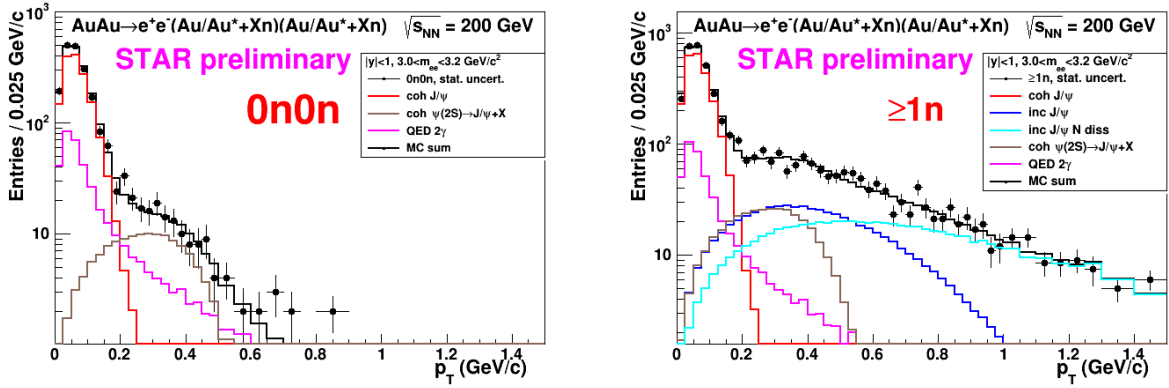 AuAu→e⁺e⁻(Au/Au*+Xn)(Au/Au*+Xn) √s_NN = 200 GeV
STAR preliminary
|y|<1, 3.0<m_ee<3.2 GeV/c²
0n0n, stat. uncert.
coh J/ψ
coh ψ(2S)→J/ψ+X
QED 2γ
MC sum
0n0n
Entries / 0.025 GeV/c
10³
10²
10
1
0 0.2 0.4 0.6 0.8 1 1.2 1.4
p_T (GeV/c)
AuAu→e⁺e⁻(Au/Au*+Xn)(Au/Au*+Xn) √s_NN = 200 GeV
STAR preliminary
|y|<1, 3.0<m_ee<3.2 GeV/c²
≥1n, stat. uncert.
coh J/ψ
inc J/ψ
inc J/ψ N diss
coh ψ(2S)→J/ψ+X
QED 2γ
MC sum
≥1n
Entries / 0.025 GeV/c
10³
10²
10
0 0.2 0.4 0.6 0.8 1 1.2 1.4
p_T (GeV/c)